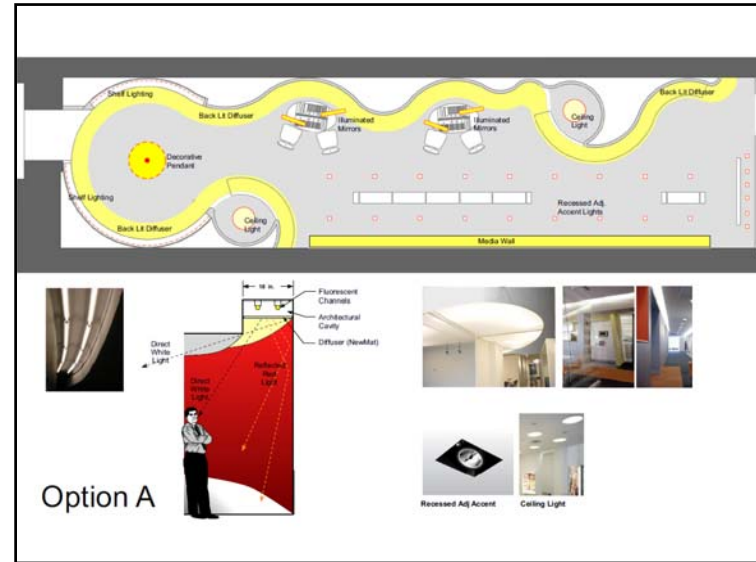 Shelf Lighting
Back Lit Diffuser
Back Lit Diffuser
Illuminated
Mirrors
Illuminated
Mirrors
Ceiling
Light
Decorative
Pendant
Shelf Lighting
Back Lit Diffuser
Ceiling
Light
Recessed Adj.
Accent Lights
Media Wall
18 in.
Fluorescent
Channels
Architectural
Cavity
Diffuser (NewMat)
Direct
White
Light
Direct
White
Light
Reflected
Red
Light
Option A
Recessed Adj Accent
Ceiling Light